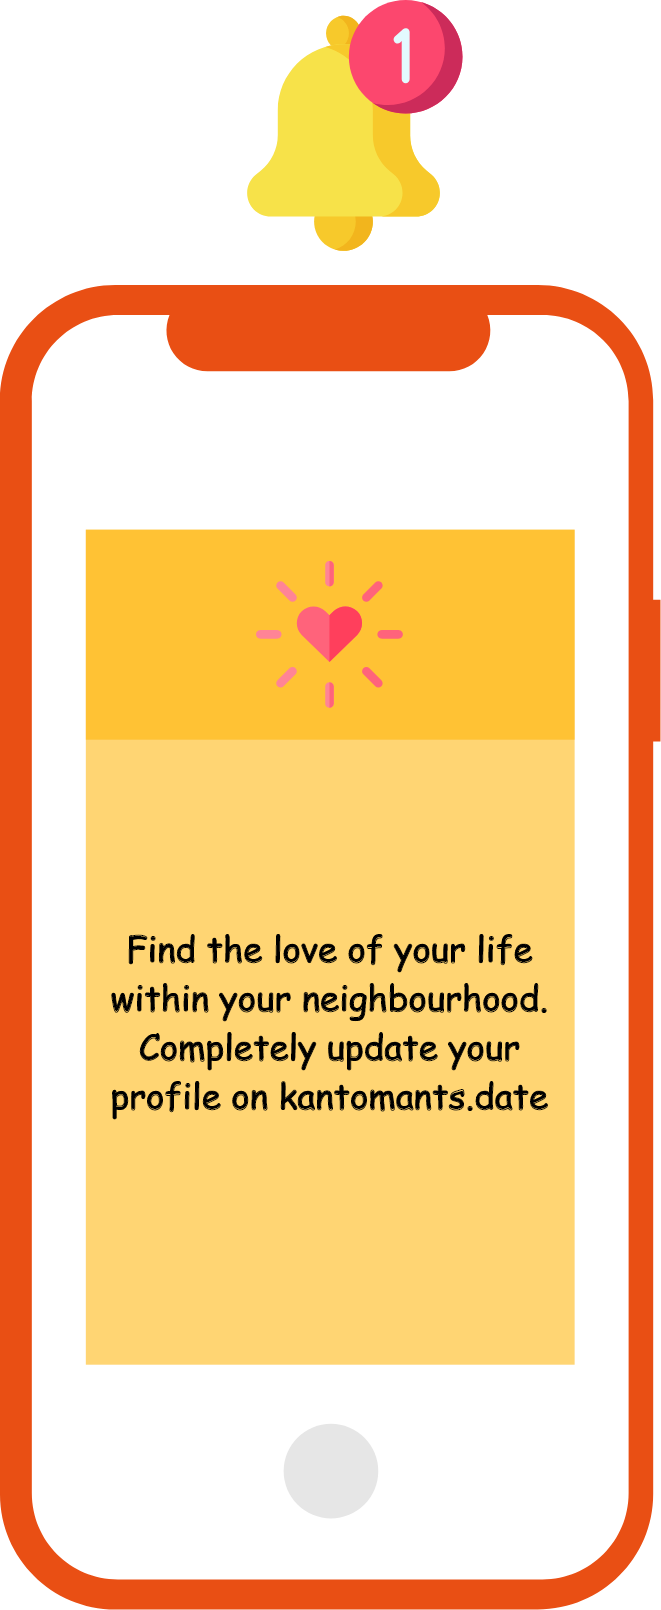 1
Find the love of your life
within your neighbourhood.
Completely update your
profile on kantomants.date